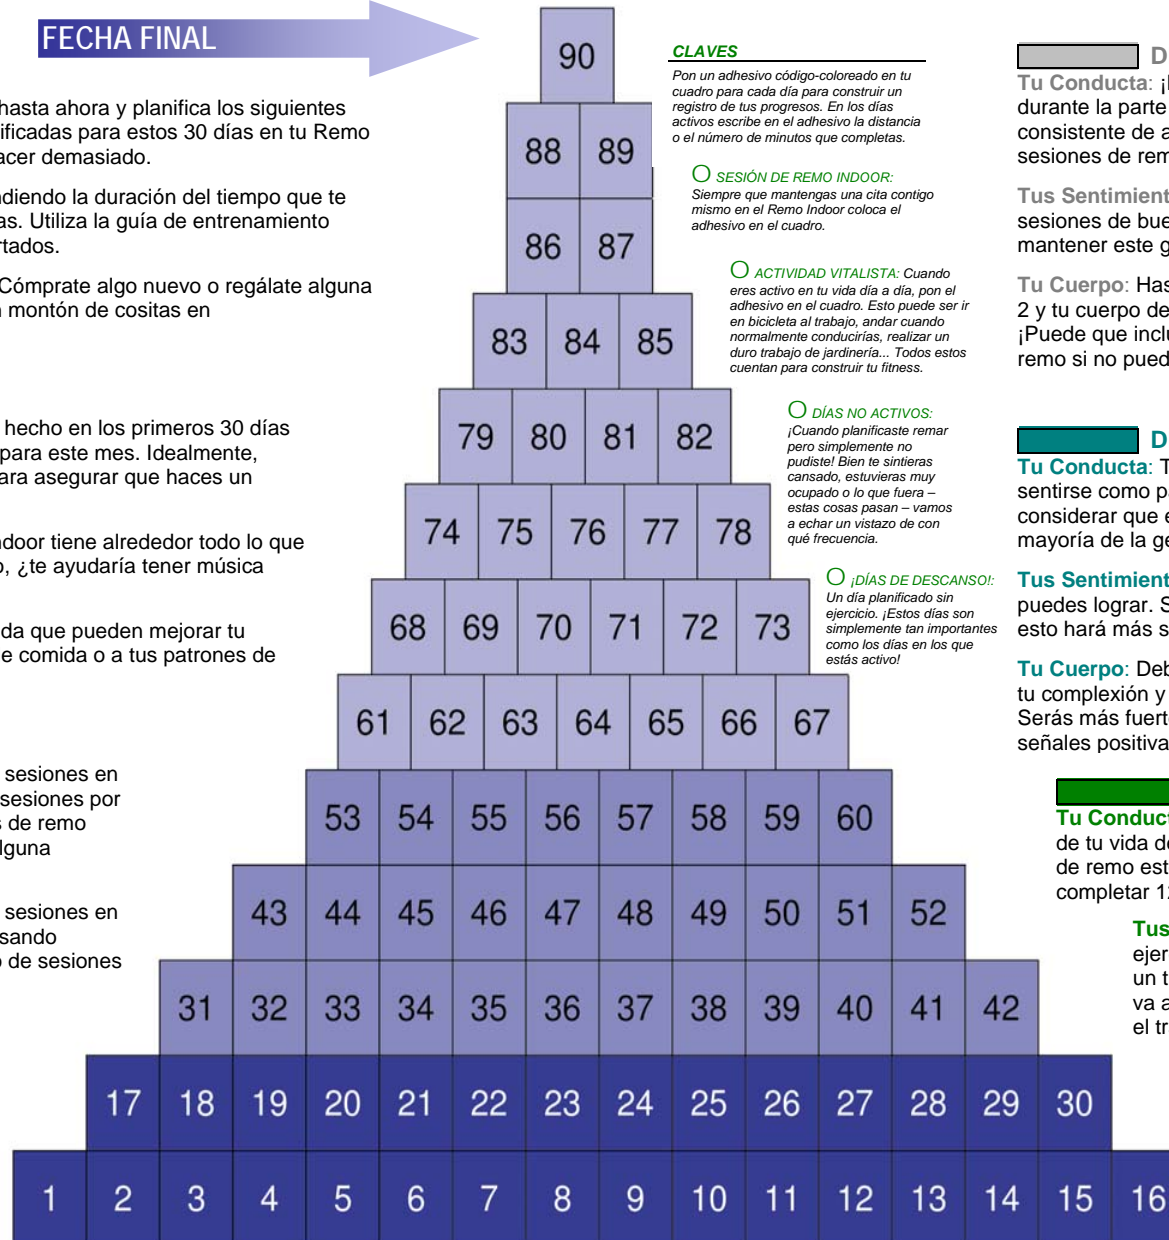 FECHA FINAL
hasta ahora y planifica los siguientes
ificadas para estos 30 días en tu Remo
acer demasiado.
ndiendo la duración del tiempo que te
as. Utiliza la guía de entrenamiento
rtados.
Cómprate algo nuevo o regálate alguna
n montón de cositas en
hecho en los primeros 30 días
para este mes. Idealmente,
para asegurar que haces un
ndoor tiene alrededor todo lo que
o, ¿te ayudaría tener música
da que pueden mejorar tu
e comida o a tus patrones de
sesiones en
sesiones por
s de remo
alguna
sesiones en
sando
o de sesiones
CLAVES
Pon un adhesivo código-coloreado en tu
cuadro para cada día para construir un
registro de tus progresos. En los días
activos escribe en el adhesivo la distancia
o el número de minutos que completas.
O SESIÓN DE REMO INDOOR:
Siempre que mantengas una cita contigo
mismo en el Remo Indoor coloca el
adhesivo en el cuadro.
O ACTIVIDAD VITALISTA: Cuando
eres activo en tu vida día a día, pon el
adhesivo en el cuadro. Esto puede ser ir
en bicicleta al trabajo, andar cuando
normalmente conducirías, realizar un
duro trabajo de jardinería... Todos estos
cuentan para construir tu fitness.
O DÍAS NO ACTIVOS:
¡Cuando planificaste remar
pero simplemente no
pudiste! Bien te sintieras
cansado, estuvieras muy
ocupado o lo que fuera –
estas cosas pasan – vamos
a echar un vistazo de con
qué frecuencia.
O ¡DÍAS DE DESCANSO!:
Un día planificado sin
ejercicio. ¡Estos días son
simplemente tan importantes
como los días en los que
estás activo!
D
Tu Conducta: ¡
durante la parte
consistente de a
sesiones de rem
Tus Sentimient
sesiones de bue
mantener este g
Tu Cuerpo: Has
2 y tu cuerpo de
¡Puede que inclu
remo si no pued
D
Tu Conducta: T
sentirse como pa
considerar que e
mayoría de la ge
Tus Sentimient
puedes lograr. S
esto hará más s
Tu Cuerpo: Deb
tu complexión y
Serás más fuerte
señales positiva
Tu Conduct
de tu vida de
de remo est
completar 12
Tus
ejer
un t
va a
el tr
90
88 89
86 87
83 84 85
79 80 81 82
74 75 76 77 78
68 69 70 71 72 73
61 62 63 64 65 66 67
53 54 55 56 57 58 59 60
43 44 45 46 47 48 49 50 51 52
31 32 33 34 35 36 37 38 39 40 41 42
17 18 19 20 21 22 23 24 25 26 27 28 29 30
1 2 3 4 5 6 7 8 9 10 11 12 13 14 15 16